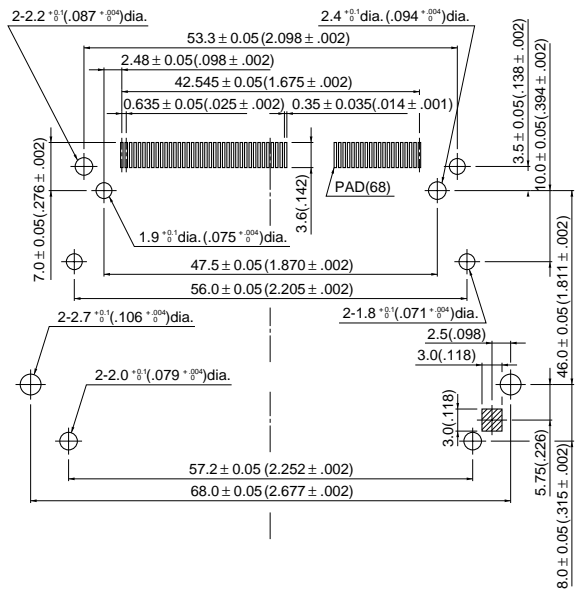 2-2.2 +0.1 0 (.087 +.004 0)dia.
2.4 +0.1 0 dia.(.094 +.004 0)dia.
53.3 ± 0.05 (2.098 ± .002)
2.48 ± 0.05 (.098 ± .002)
42.545 ± 0.05 (1.675 ± .002)
0.635 ± 0.05 (.025 ± .002)
0.35 ± 0.035 (.014 ± .001)
3.5 ± 0.05 (.138 ± .002)
10.0 ± 0.05 (.394 ± .002)
7.0 ± 0.05 (.276 ± .002)
3.6 (.142)
PAD(68)
1.9 +0.1 0 dia.(.075 +.004 0)dia.
47.5 ± 0.05 (1.870 ± .002)
56.0 ± 0.05 (2.205 ± .002)
46.0 ± 0.05 (1.811 ± .002)
2-2.7 +0.1 0 (.106 +.004 0)dia.
2-1.8 +0.1 0 (.071 +.004 0)dia.
2.5 (.098)
3.0 (.118)
2-2.0 +0.1 0 (.079 +.004 0)dia.
3.0 (.118)
57.2 ± 0.05 (2.252 ± .002)
68.0 ± 0.05 (2.677 ± .002)
5.75 (.226)
8.0 ± 0.05 (.315 ± .002)